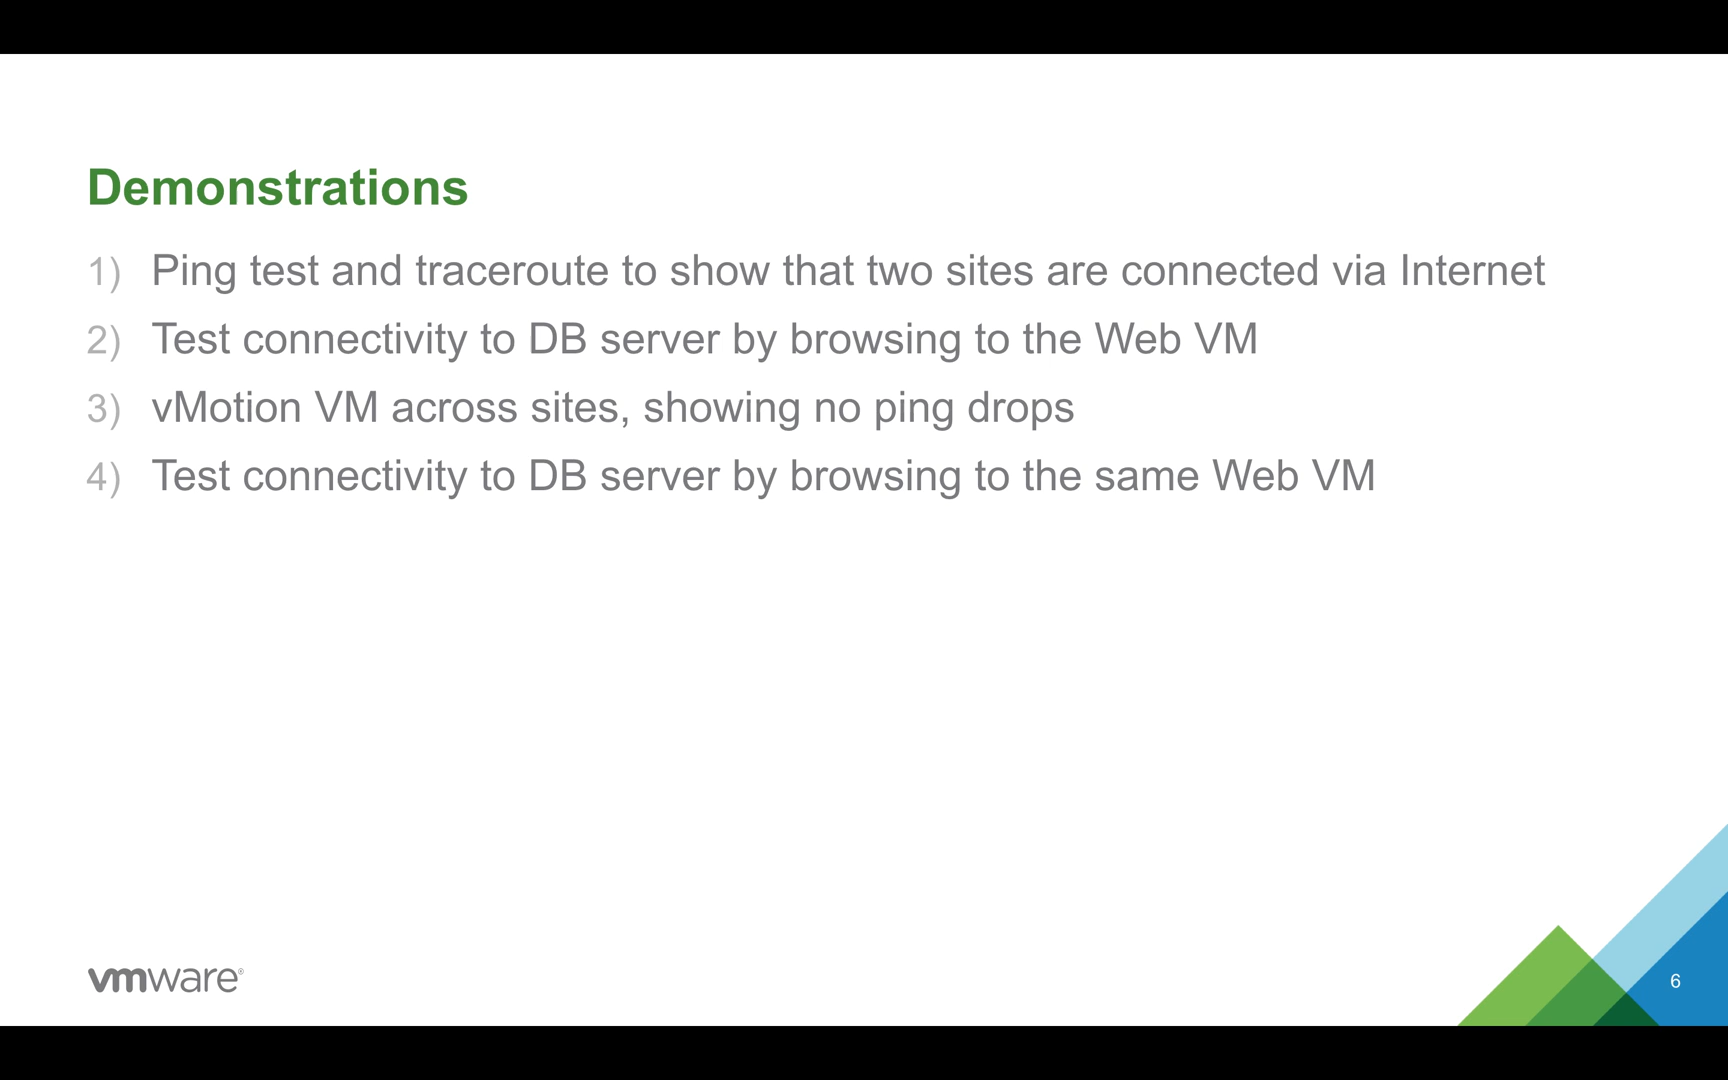 Demonstrations
1) Ping test and traceroute to show that two sites are connected via Internet
2) Test connectivity to DB server by browsing to the Web VM
3) vMotion VM across sites, showing no ping drops
4) Test connectivity to DB server by browsing to the same Web VM
vmware®
6